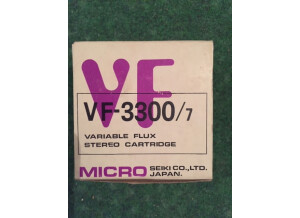 VF
VF-3300/7
VARIABLE FLUX
STEREO CARTRIDGE
MICRO SEIKI CO., LTD.
JAPAN.